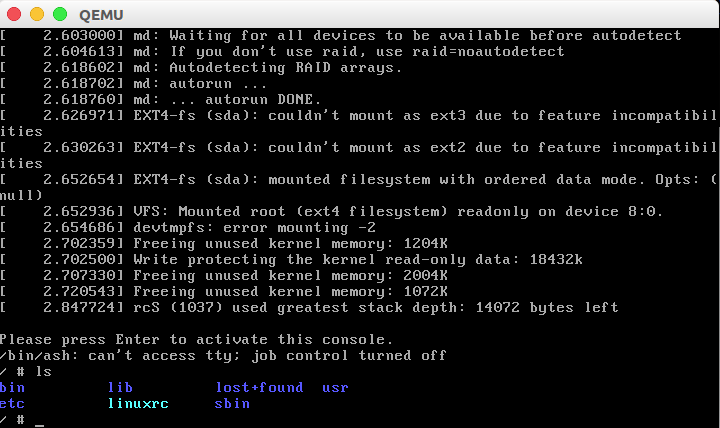 QEMU
[    2.603000] md: Waiting for all devices to be available before autodetect
[    2.604613] md: If you don't use raid, use raid=noautodetect
[    2.618602] md: Autodetecting RAID arrays.
[    2.618702] md: autorun ...
[    2.618760] md: ... autorun DONE.
[    2.626971] EXT4-fs (sda): couldn't mount as ext3 due to feature incompatibil
ities
[    2.630263] EXT4-fs (sda): couldn't mount as ext2 due to feature incompatibil
ities
[    2.652654] EXT4-fs (sda): mounted filesystem with ordered data mode. Opts: (
null)
[    2.652936] VFS: Mounted root (ext4 filesystem) readonly on device 8:0.
[    2.654686] devtmpfs: error mounting -2
[    2.702359] Freeing unused kernel memory: 1204K
[    2.702500] Write protecting the kernel read-only data: 18432k
[    2.707330] Freeing unused kernel memory: 2004K
[    2.720543] Freeing unused kernel memory: 1072K
[    2.847724] rcS (1037) used greatest stack depth: 14072 bytes left
Please press Enter to activate this console.
/bin/ash: can't access tty; job control turned off
/ # ls
bin         lib         lost+found  usr
etc         linuxrc     sbin
/ # _